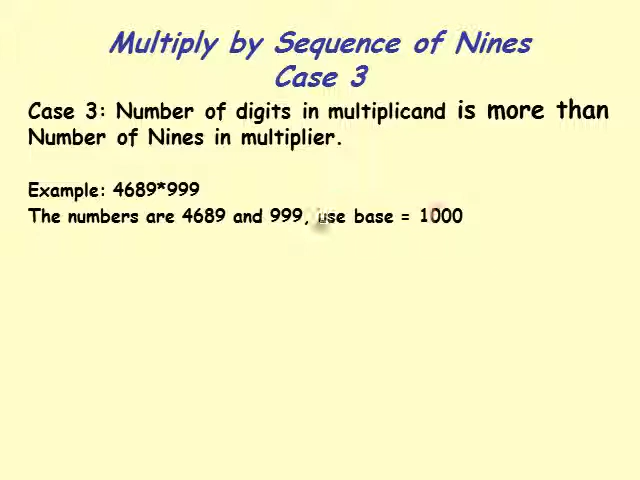 Multiply by Sequence of Nines
Case 3
Case 3: Number of digits in multiplicand is more than
Number of Nines in multiplier.
Example: 4689*999
The numbers are 4689 and 999, use base = 1000